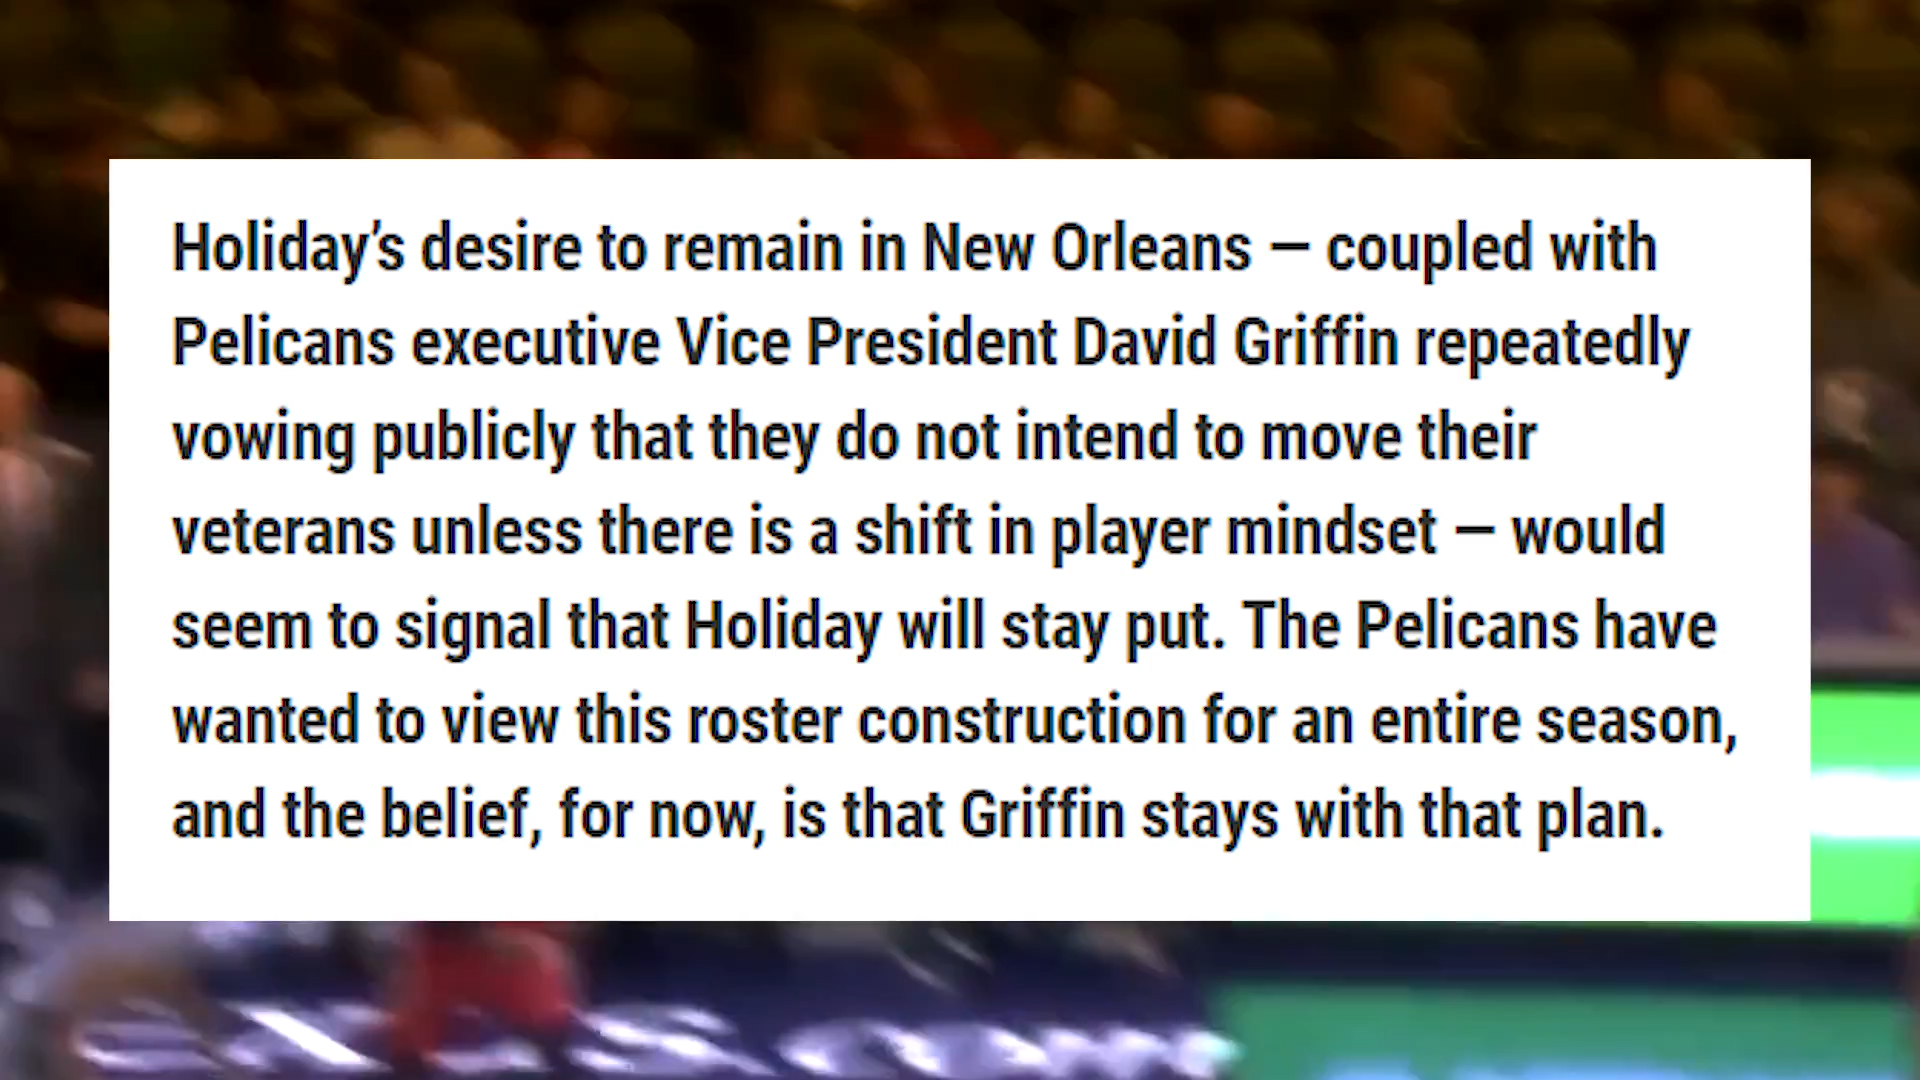 Holiday’s desire to remain in New Orleans — coupled with
Pelicans executive Vice President David Griffin repeatedly
vowing publicly that they do not intend to move their
veterans unless there is a shift in player mindset — would
seem to signal that Holiday will stay put. The Pelicans have
wanted to view this roster construction for an entire season,
and the belief, for now, is that Griffin stays with that plan.